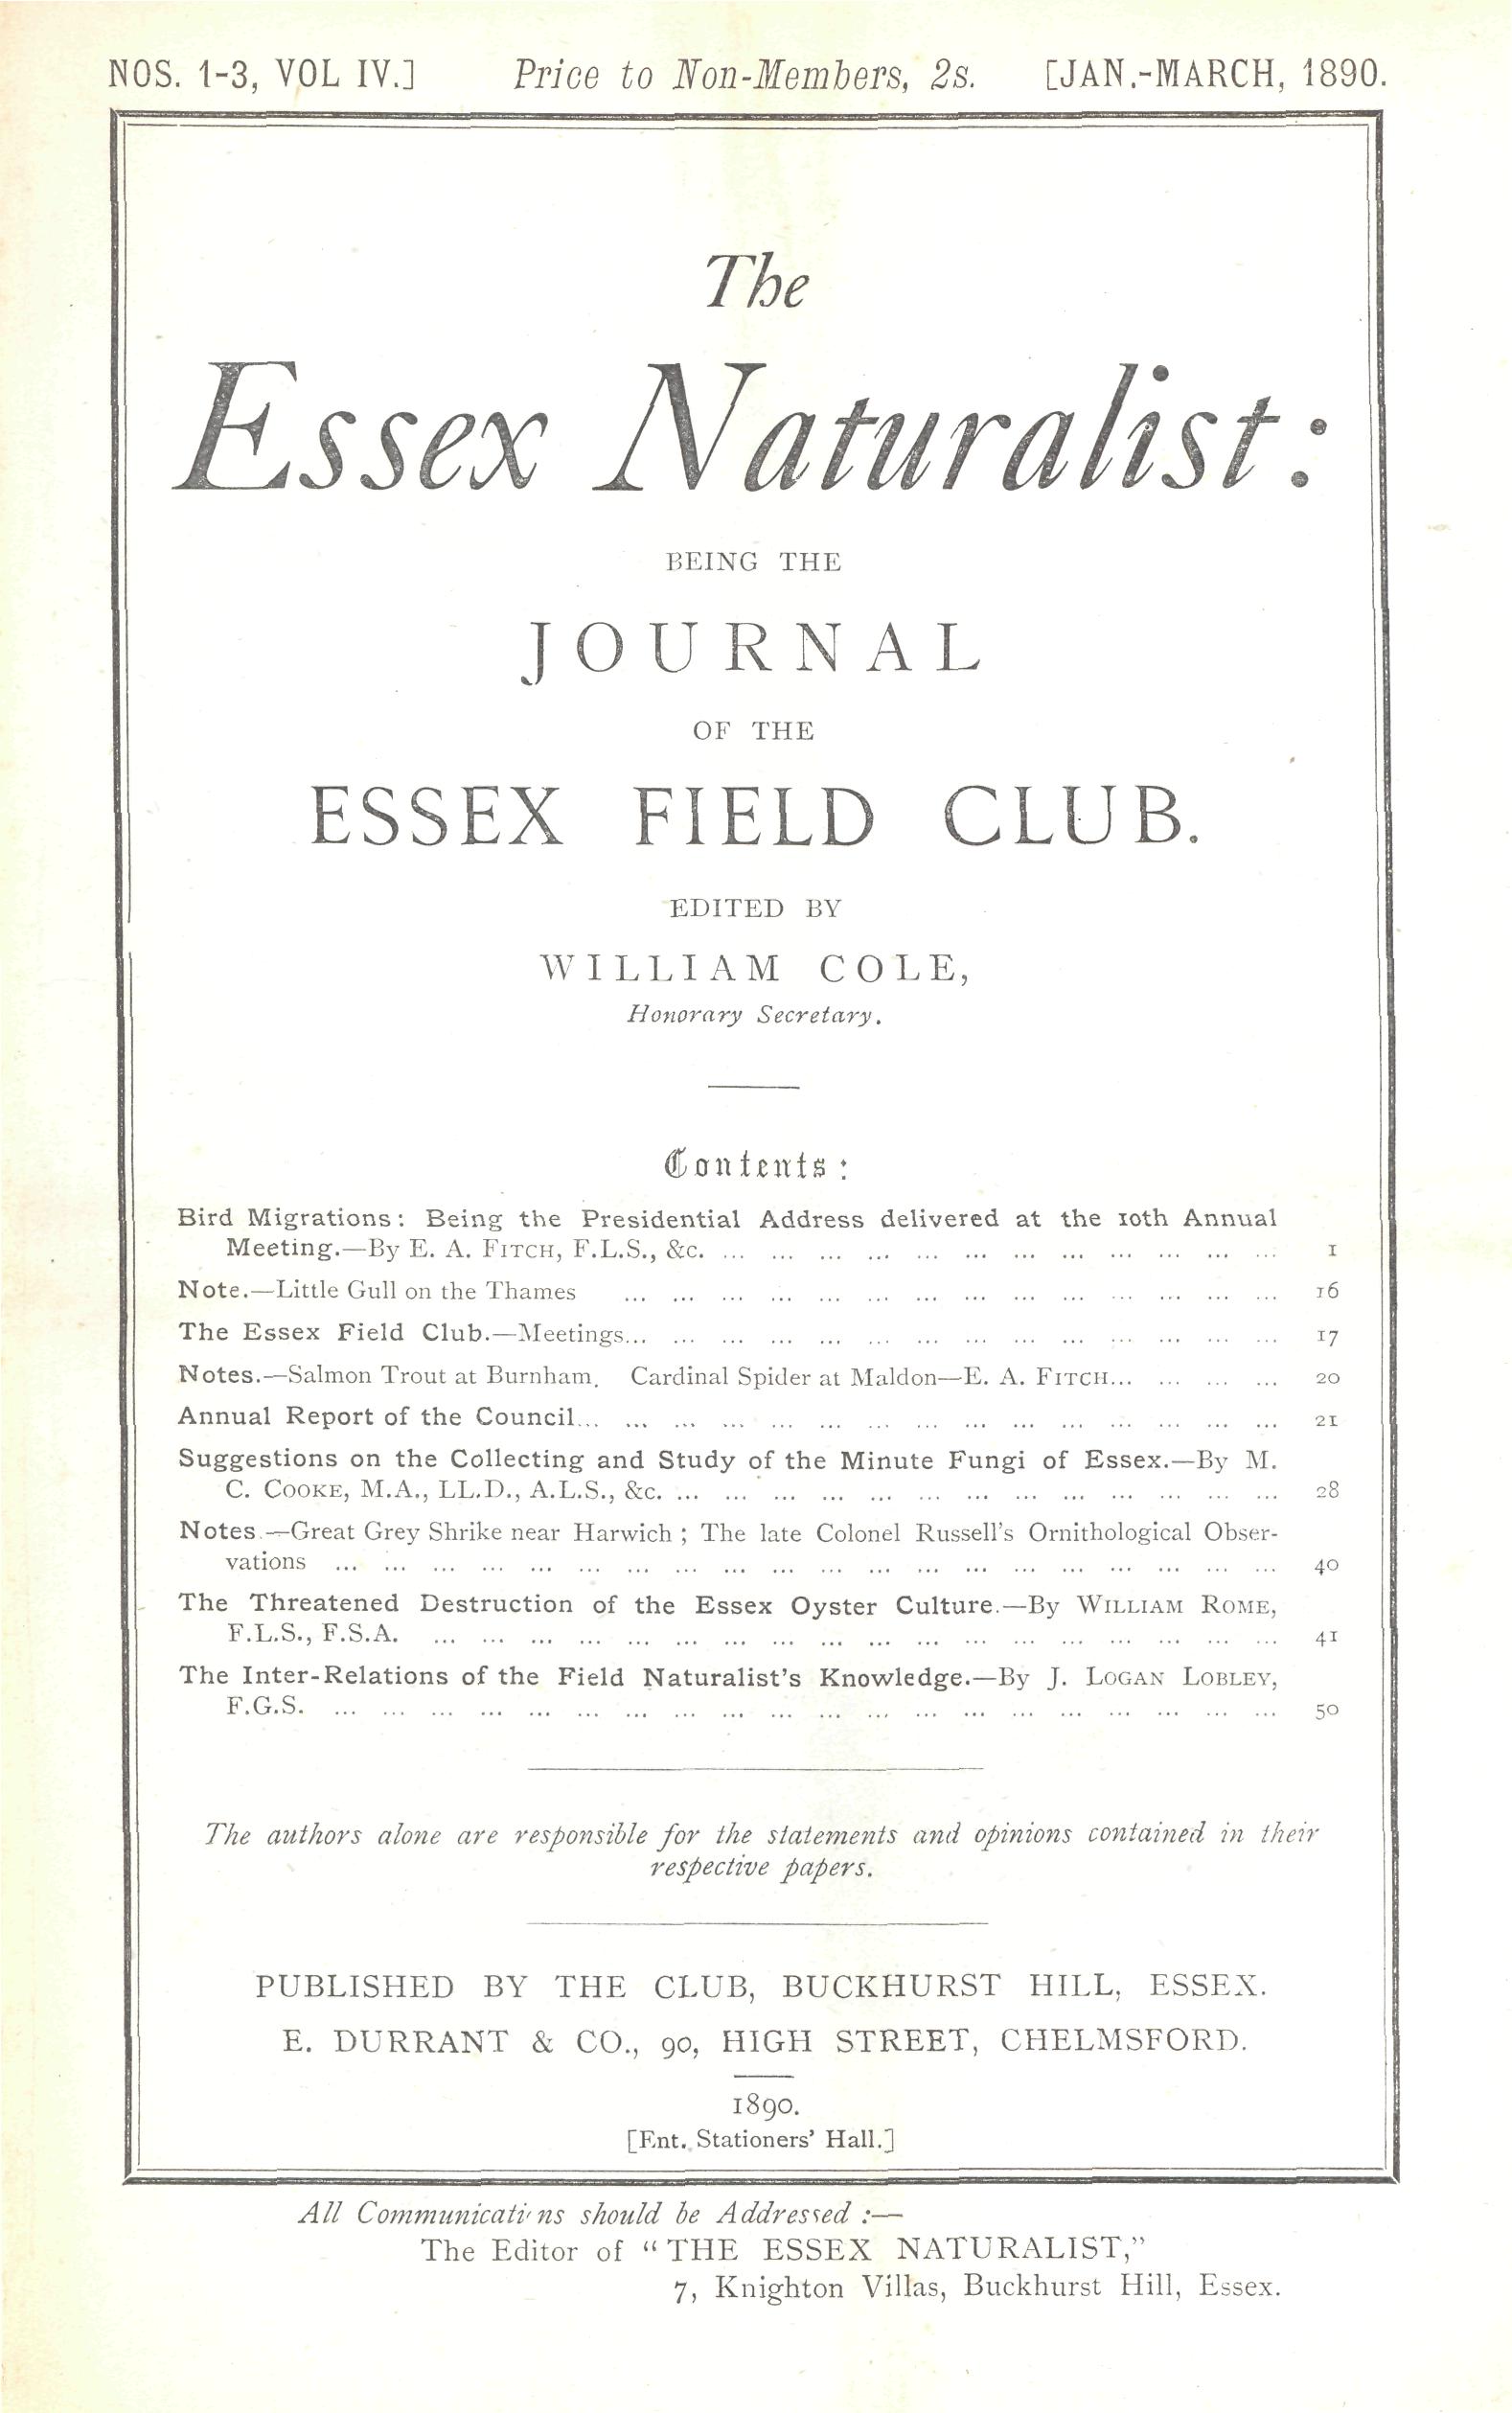 NOS. 1-3, VOL IV.] Price to Non-Members, 2s. [JAN.-MARCH, 1890.
The
Essex Naturalist:
BEING THE
JOURNAL
OF THE
ESSEX FIELD CLUB.
EDITED BY
WILLIAM COLE,
Honorary Secretary.
Contents:
Bird Migrations: Being the Presidential Address delivered at the 10th Annual
Meeting.—By E. A. FITCH, F.L.S., &c. ... ... ... ... ... ... ... ... ... ... ... ... 1
Note.—Little Gull on the Thames ... ... ... ... ... ... ... ... ... ... ... ... ... ... 16
The Essex Field Club.—Meetings... ... ... ... ... ... ... ... ... ... ... ... ... ... 17
Notes.—Salmon Trout at Burnham. Cardinal Spider at Maldon—E. A. FITCH... ... ... ... 20
Annual Report of the Council... ... ... ... ... ... ... ... ... ... ... ... ... ... ... 21
Suggestions on the Collecting and Study of the Minute Fungi of Essex.—By M.
C. COOKE, M.A., LL.D., A.L.S., &c. ... ... ... ... ... ... ... ... ... ... ... ... ... 28
Notes.—Great Grey Shrike near Harwich; The late Colonel Russell's Ornithological Obser-
vations ... ... ... ... ... ... ... ... ... ... ... ... ... ... ... ... ... ... ... ... 40
The Threatened Destruction of the Essex Oyster Culture.—By WILLIAM ROME,
F.L.S., F.S.A. ... ... ... ... ... ... ... ... ... ... ... ... ... ... ... ... ... ... 41
The Inter-Relations of the Field Naturalist's Knowledge.—By J. LOGAN LOBLEY,
F.G.S. ... ... ... ... ... ... ... ... ... ... ... ... ... ... ... ... ... ... ... ... 50
The authors alone are responsible for the statements and opinions contained in their
respective papers.
PUBLISHED BY THE CLUB, BUCKHURST HILL, ESSEX.
E. DURRANT & CO., 90, HIGH STREET, CHELMSFORD.
1890.
[Ent. Stationers' Hall.]
All Communicati ns should be Addressed :—
The Editor of "THE ESSEX NATURALIST,"
7, Knighton Villas, Buckhurst Hill, Essex.